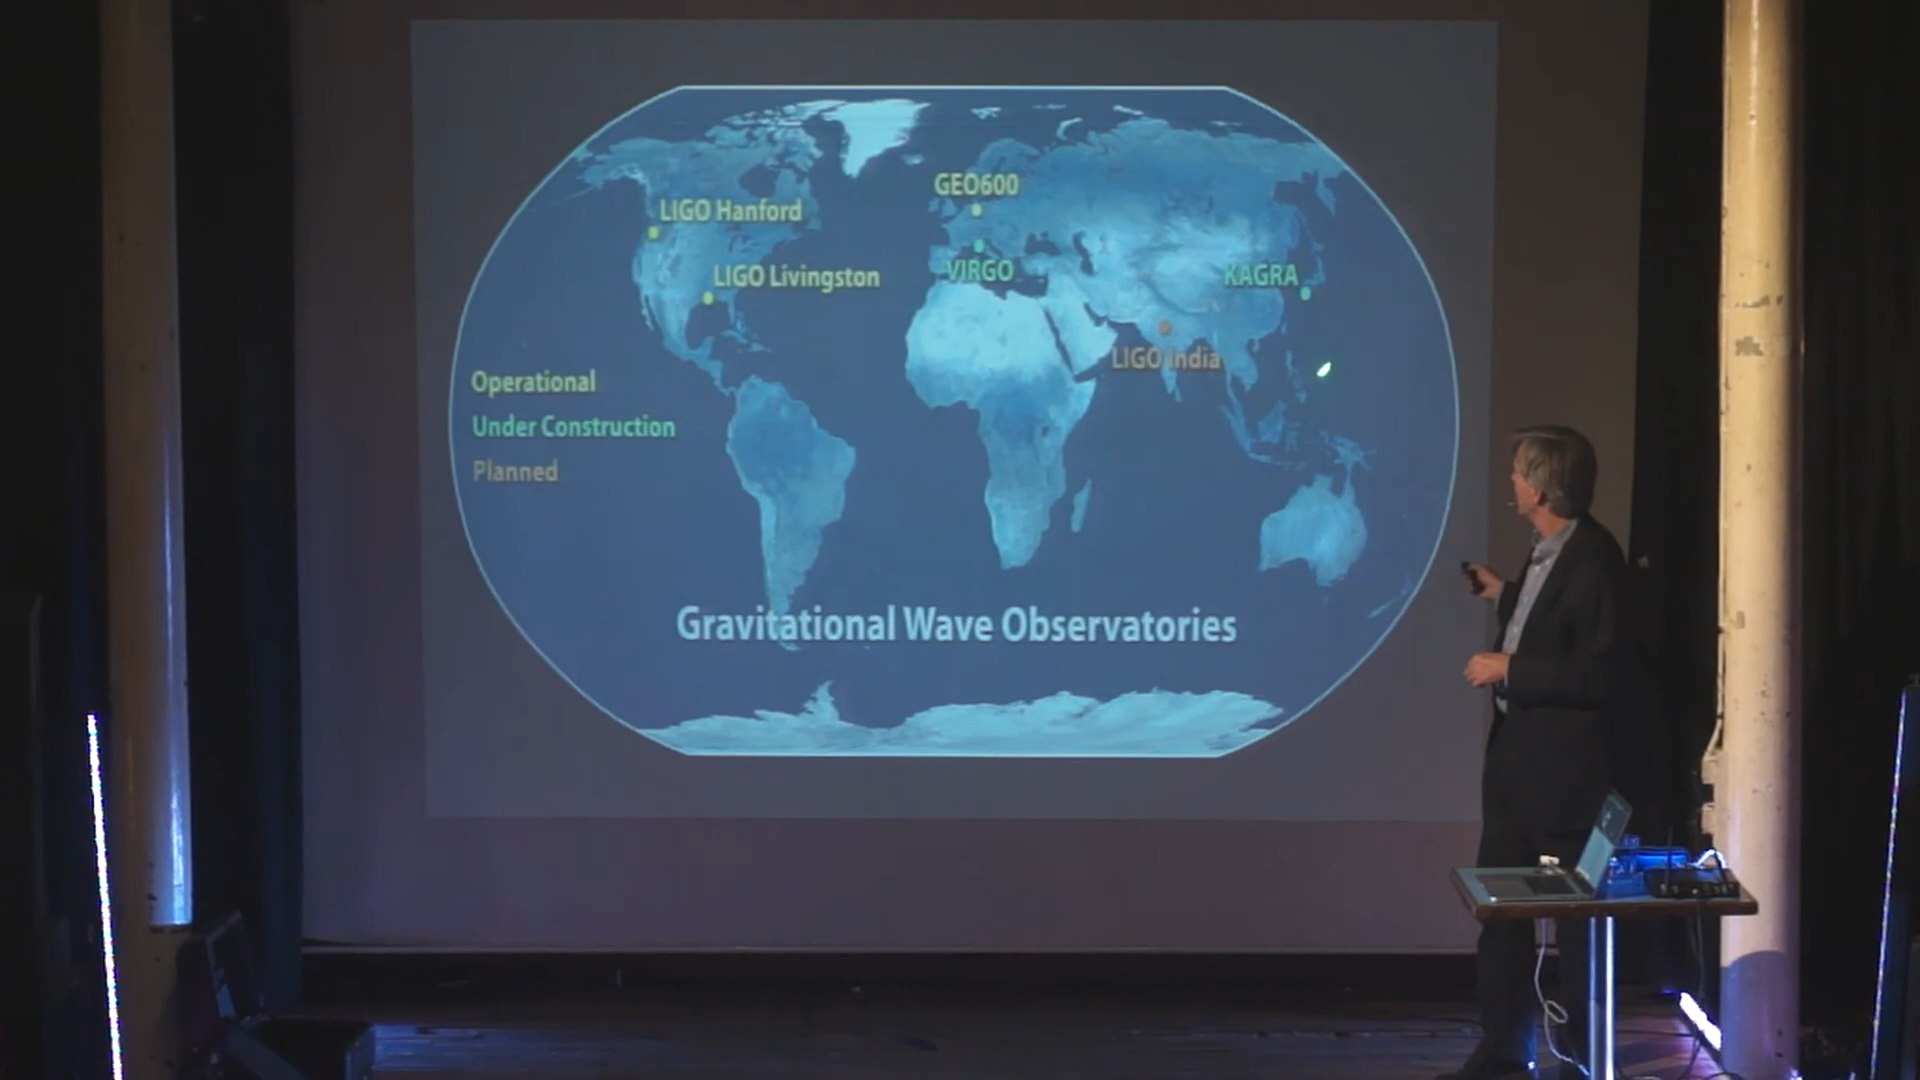 GEO600
LIGO Hanford
VIRGO
KAGRA
LIGO Livingston
LIGO India
Operational
Under Construction
Planned
Gravitational Wave Observatories